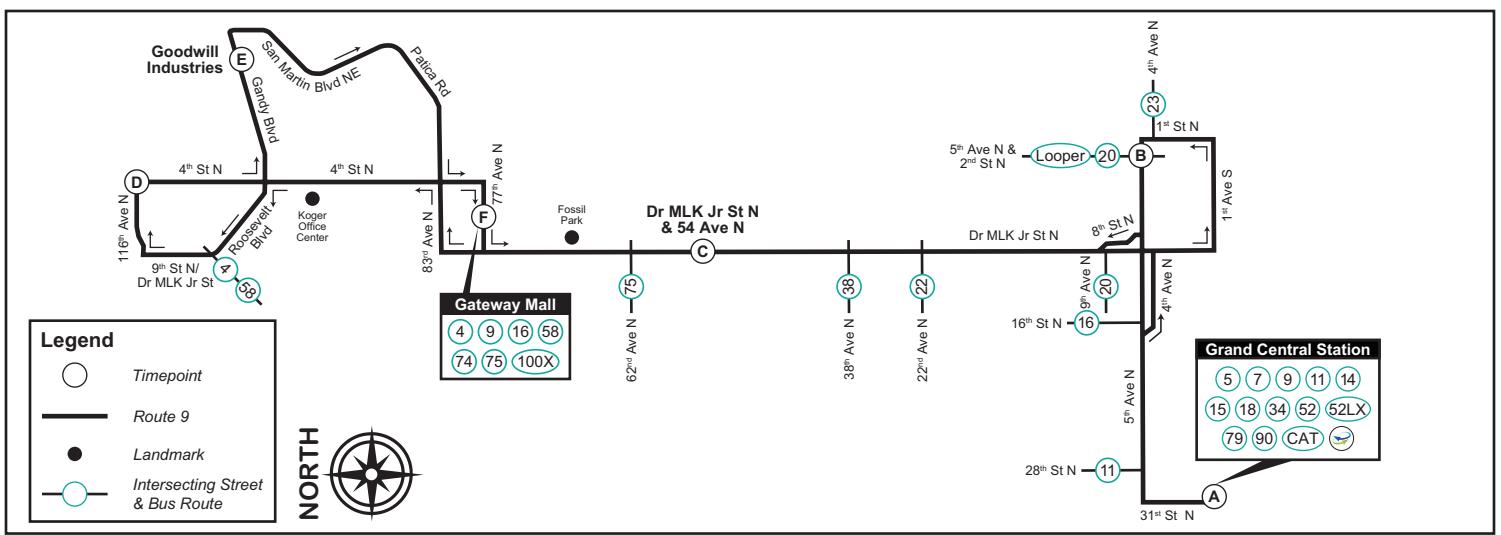 Goodwill
Industries
E
San Martin Blvd NE
Patica Rd
Gandy Blvd
4th St N
4th St N
D
116th Ave N
Roosevelt
Blvd
9th St N/
Dr MLK Jr St
4
58
Koger
Office
Center
83rd Ave N
77th Ave N
F
Gateway Mall
4 9 16 58
74 75 100X
Fossil
Park
Dr MLK Jr St N
& 54 Ave N
C
75
62nd Ave N
38
38th Ave N
22
22nd Ave N
Dr MLK Jr St N
8th St N
9th Ave N
20
4th Ave N
23
1st St N
5th Ave N &
2nd St N
Looper
20
B
1st Ave S
4th Ave N
16th St N
16
5th Ave N
28th St N
11
31st St N
A
Grand Central Station
5 7 9 11 14
15 18 34 52 52LX
79 90 CAT
Legend
Timepoint
Route 9
Landmark
Intersecting Street
& Bus Route
NORTH